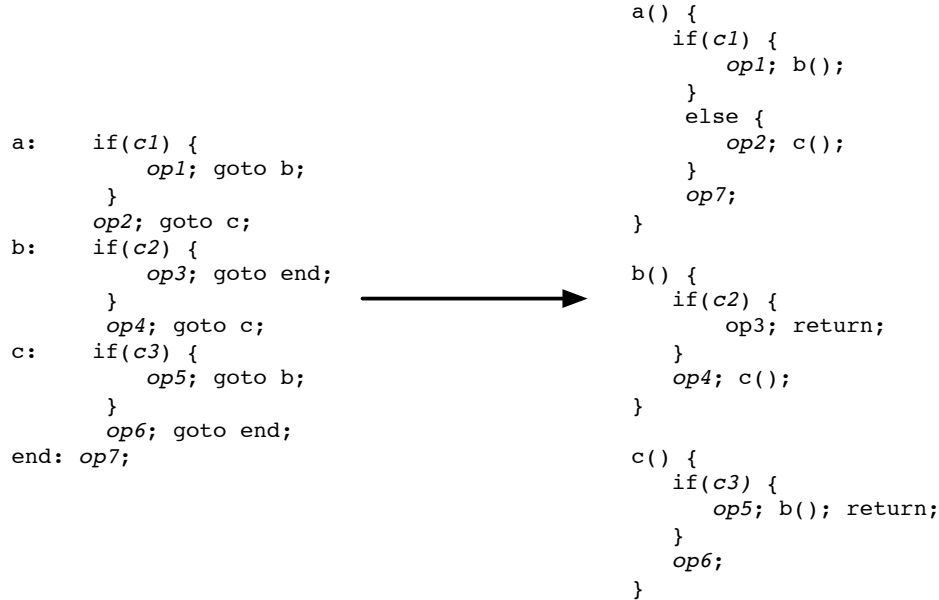 a:      if(c1) {
            op1; goto b;
        }
       op2; goto c;
b:      if(c2) {
            op3; goto end;
        }
        op4; goto c;
c:      if(c3) {
            op5; goto b;
        }
        op6; goto end;
end: op7;
a() {
   if(c1) {
       op1; b();
    }
    else {
       op2; c();
    }
    op7;
}
b() {
   if(c2) {
       op3; return;
   }
   op4; c();
}
c() {
   if(c3) {
      op5; b(); return;
   }
   op6;
}